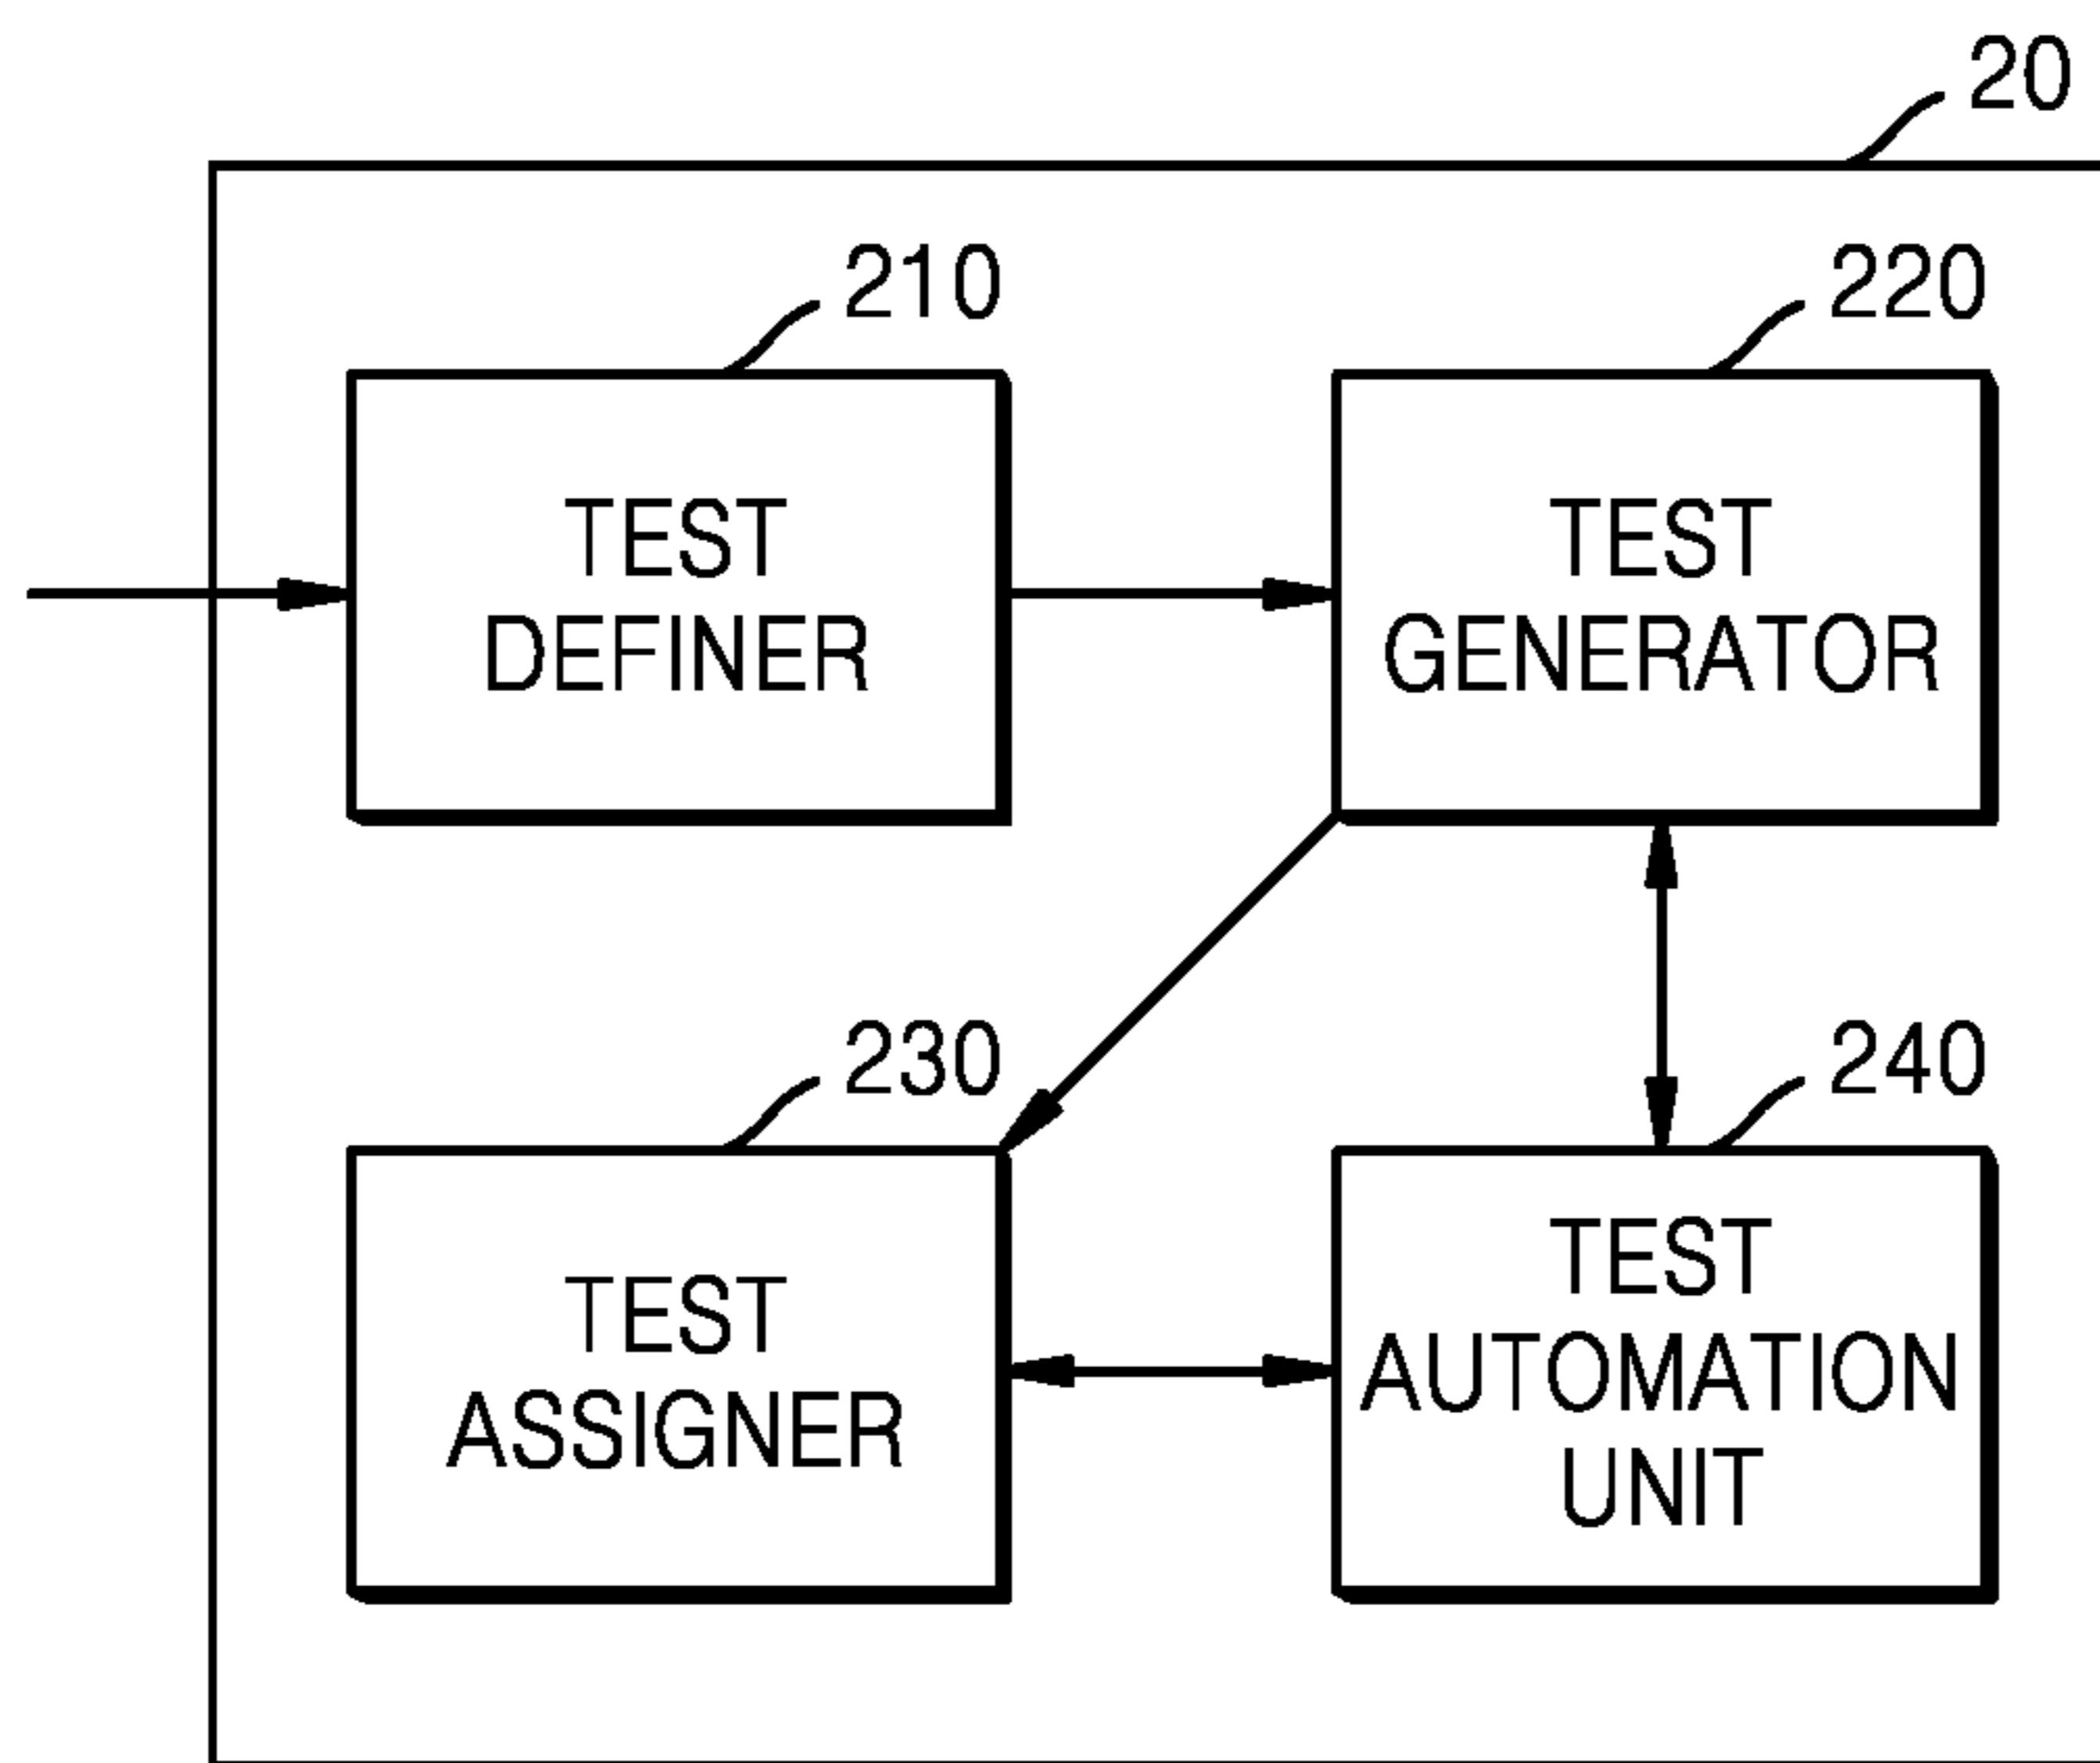 20
210
220
TEST
DEFINER
TEST
GENERATOR
230
240
TEST
ASSIGNER
TEST
AUTOMATION
UNIT